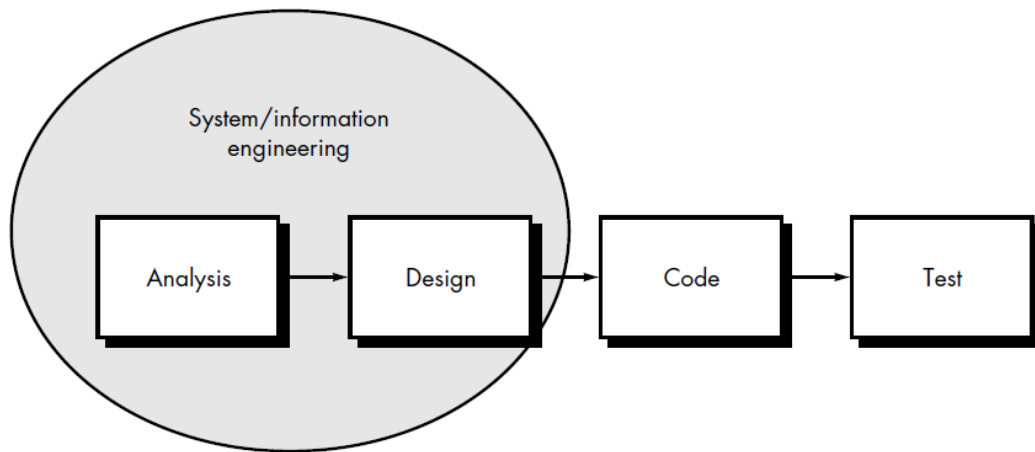 System/information
engineering
Analysis
Design
Code
Test